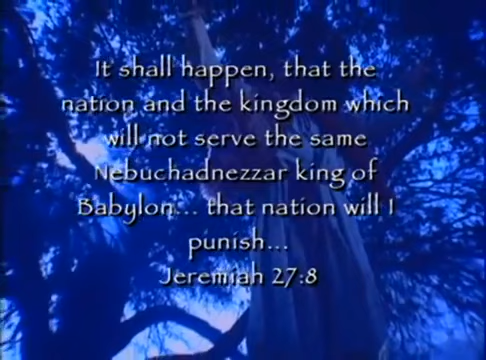 It shall happen, that the
nation and the kingdom which
will not serve the same
Nebuchadnezzar king of
Babylon... that nation will I
punish...
Jeremiah 27:8